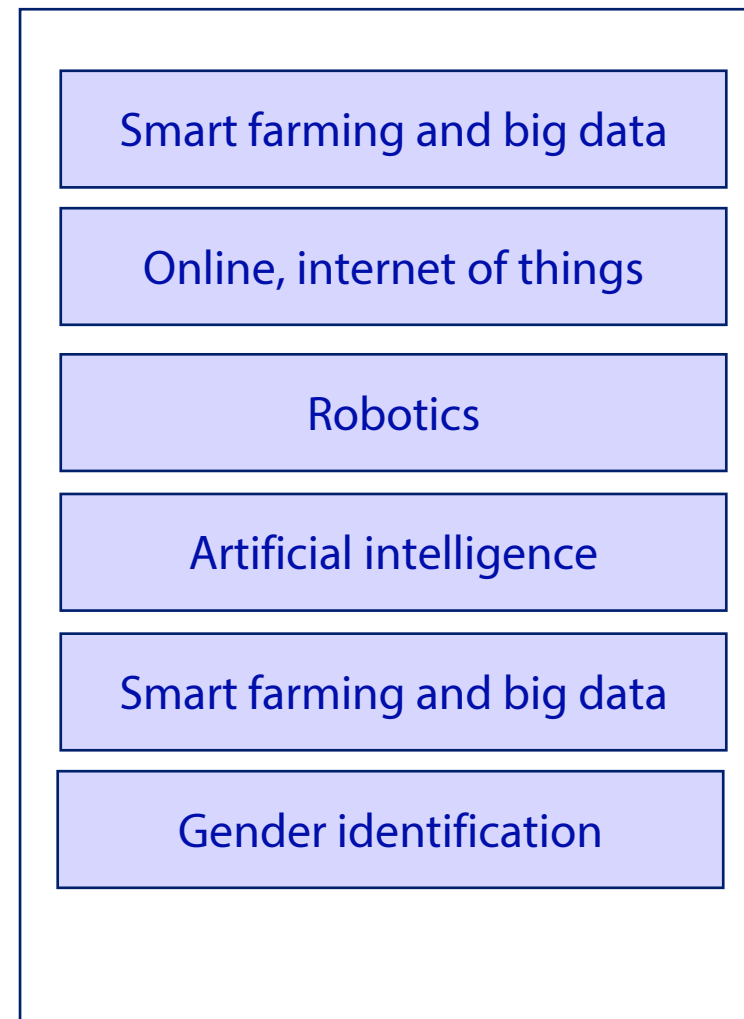 Smart farming and big data
Online, internet of things
Robotics
Artificial intelligence
Smart farming and big data
Gender identification